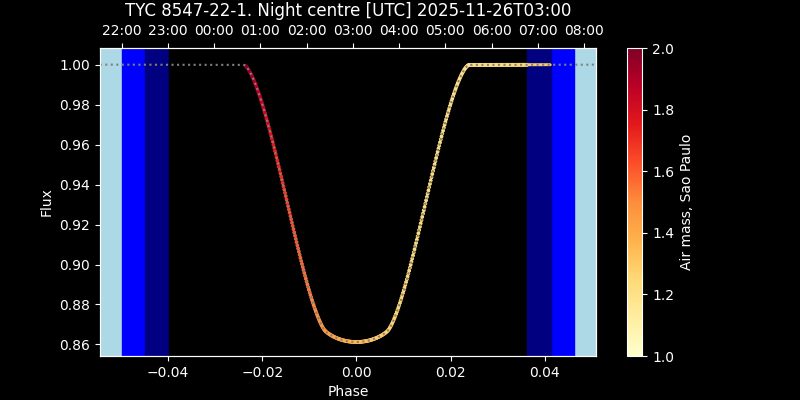 TYC 8547-22-1. Night centre [UTC] 2025-11-26T03:00
22:00 23:00 00:00 01:00 02:00 03:00 04:00 05:00 06:00 07:00 08:00
1.00
0.98
0.96
0.94
0.92
0.90
0.88
0.86
Flux
−0.04 −0.02 0.00 0.02 0.04
Phase
2.0
1.8
1.6
1.4
1.2
1.0
Air mass, Sao Paulo